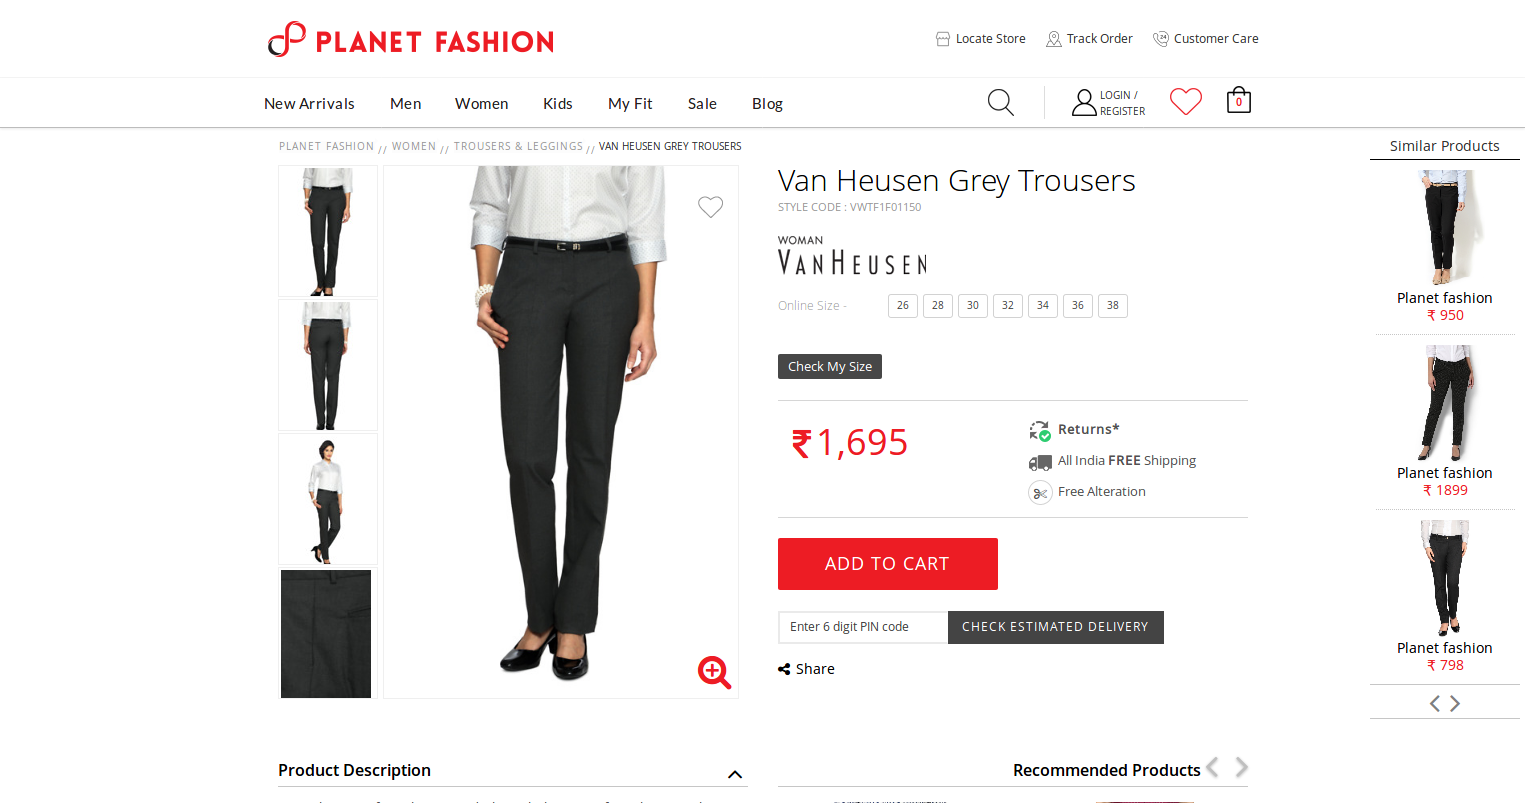 PLANET FASHION
Locate Store
Track Order
24
Customer Care
New Arrivals
Men
Women
Kids
My Fit
Sale
Blog
LOGIN /
REGISTER
0
PLANET FASHION // WOMEN // TROUSERS & LEGGINGS // VAN HEUSEN GREY TROUSERS
Van Heusen Grey Trousers
STYLE CODE : VWTF1F01150
WOMAN
VAN HEUSEN
Online Size -
26
28
30
32
34
36
38
Check My Size
₹1,695
Returns*
All India FREE Shipping
Free Alteration
ADD TO CART
Enter 6 digit PIN code
CHECK ESTIMATED DELIVERY
Share
Similar Products
Planet fashion
₹ 950
Planet fashion
₹ 1899
Planet fashion
₹ 798
Product Description
Recommended Products